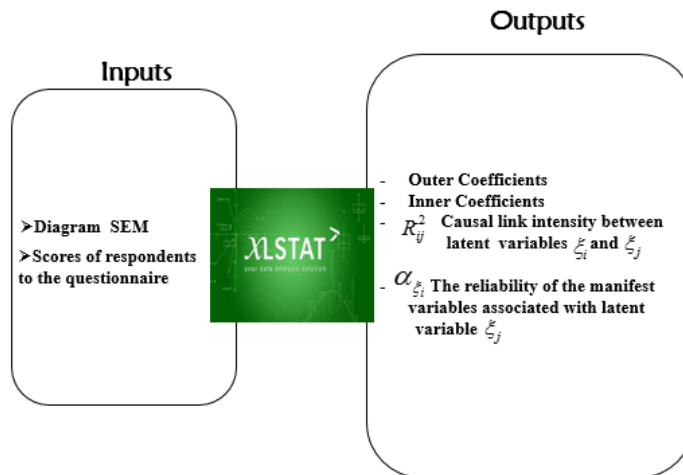 Outputs
Inputs
➢Diagram SEM
➢Scores of respondents
to the questionnaire
XLSTAT
your data analysis solution
- Outer Coefficients
- Inner Coefficients
- R²ᵢⱼ Causal link intensity between
latent variables ξᵢ and ξⱼ
- α_ξᵢ The reliability of the manifest
variables associated with latent
variable ξⱼ